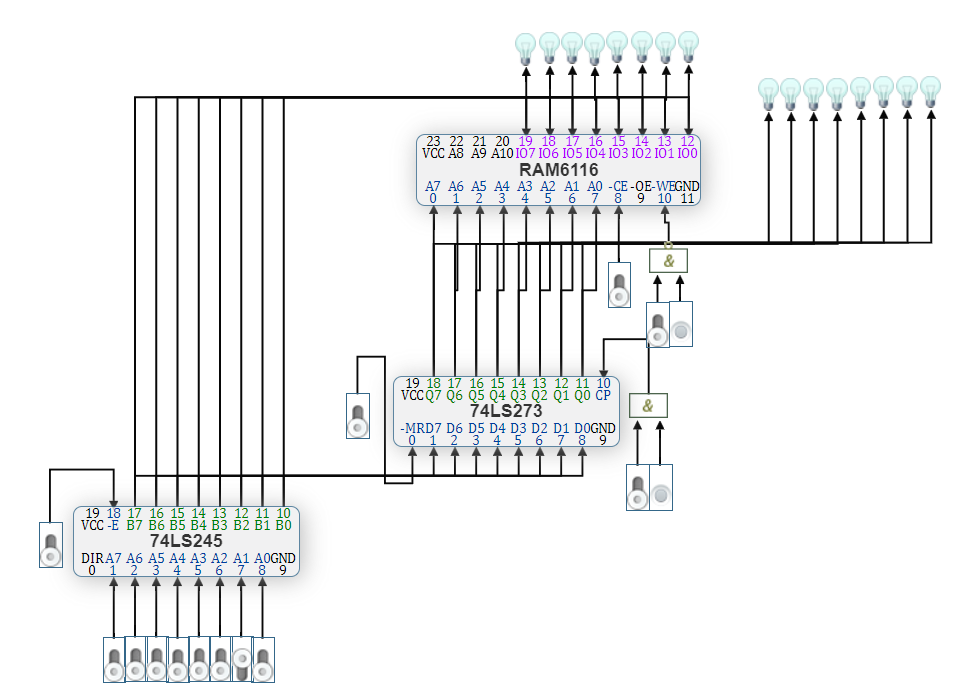 23 22 21 20 19 18 17 16 15 14 13 12
VCC A8 A9 A10 IO7 IO6 IO5 IO4 IO3 IO2 IO1 IO0
RAM6116
A7 A6 A5 A4 A3 A2 A1 A0 -CE -OE -WE GND
0 1 2 3 4 5 6 7 8 9 10 11
&
19 18 17 16 15 14 13 12 11 10
VCC Q7 Q6 Q5 Q4 Q3 Q2 Q1 Q0 CP
&
74LS273
-MR D7 D6 D5 D4 D3 D2 D1 D0 GND
0 1 2 3 4 5 6 7 8 9
19 18 17 16 15 14 13 12 11 10
VCC -E B7 B6 B5 B4 B3 B2 B1 B0
74LS245
DIR A7 A6 A5 A4 A3 A2 A1 A0 GND
0 1 2 3 4 5 6 7 8 9